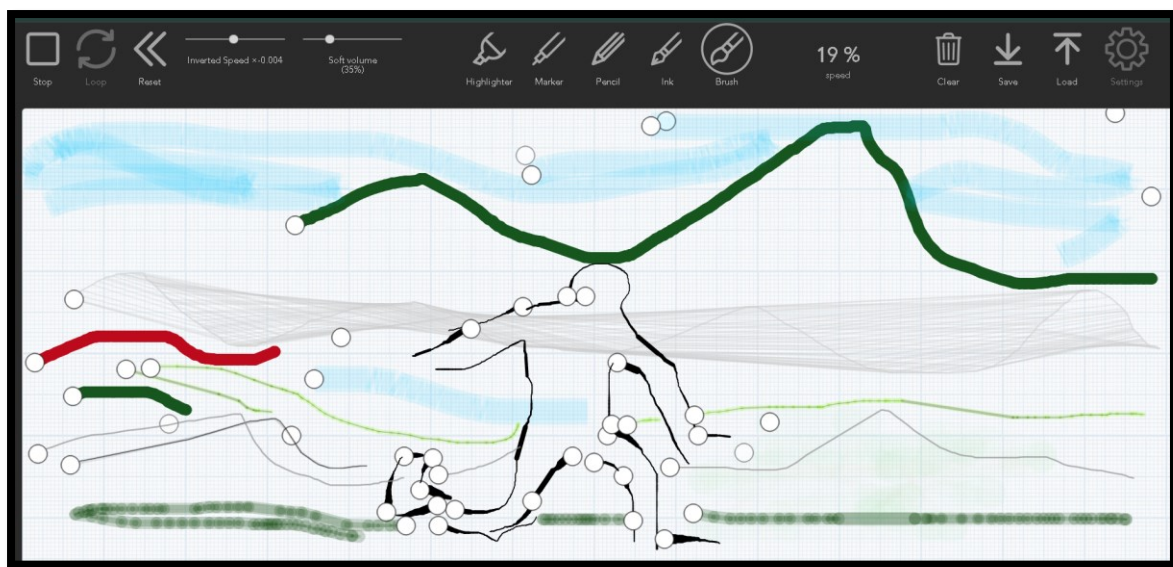 Stop
Loop
Reset
Inverted Speed ×-0.004
Soft volume
(35%)
Highlighter
Marker
Pencil
Ink
Brush
19 %
speed
Clear
Save
Load
Settings